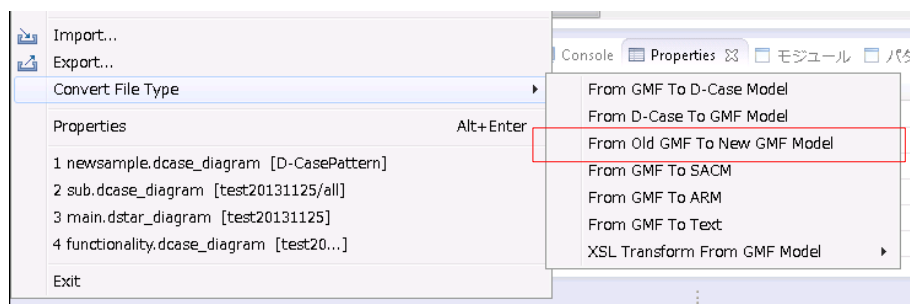 Import...
Export...
Convert File Type
Properties Alt+Enter
1 newsample.dcase_diagram [D-CasePattern]
2 sub.dcase_diagram [test20131125/all]
3 main.dstar_diagram [test20131125]
4 functionality.dcase_diagram [test20...]
Exit
Console Properties モジュール パタ
From GMF To D-Case Model
From D-Case To GMF Model
From Old GMF To New GMF Model
From GMF To SACM
From GMF To ARM
From GMF To Text
XSL Transform From GMF Model